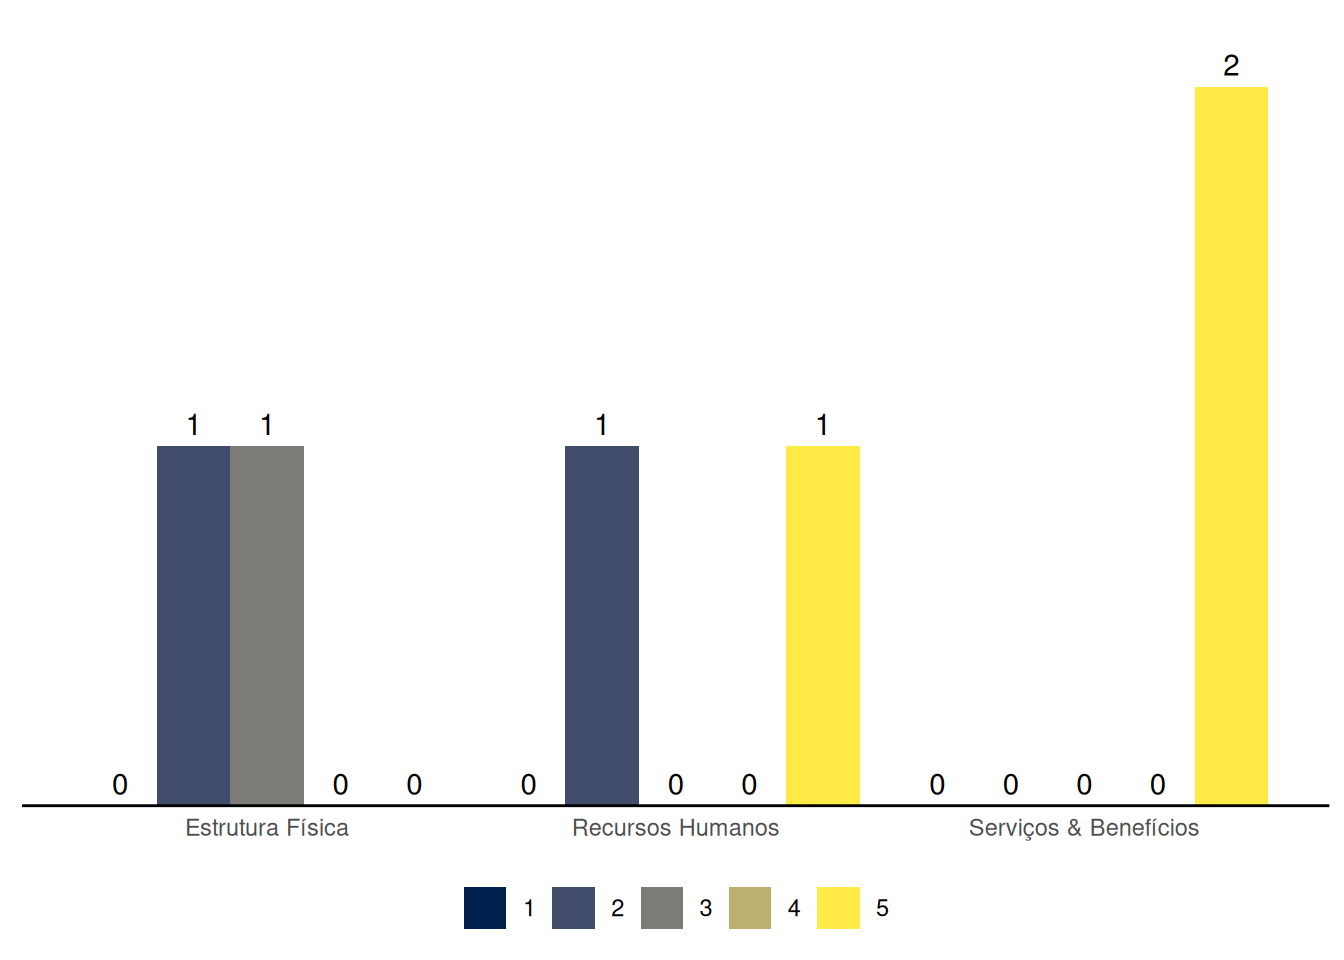 2
1 1 1 1
0 0 0 0 0 0 0 0 0 0
Estrutura Física Recursos Humanos Serviços & Benefícios
1 2 3 4 5